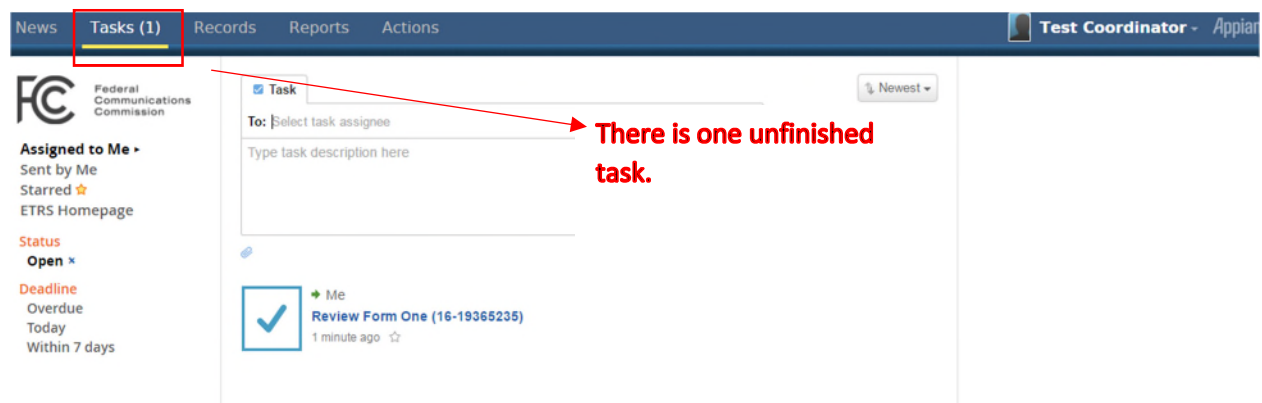 News Tasks (1) Records Reports Actions Test Coordinator
FC Federal
Communications
Commission
Assigned to Me
Sent by Me
Starred
ETRS Homepage
Status
Open ×
Deadline
Overdue
Today
Within 7 days
Task
Newest
To: Select task assignee
Type task description here
There is one unfinished
task.
Me
Review Form One (16-19365235)
1 minute ago